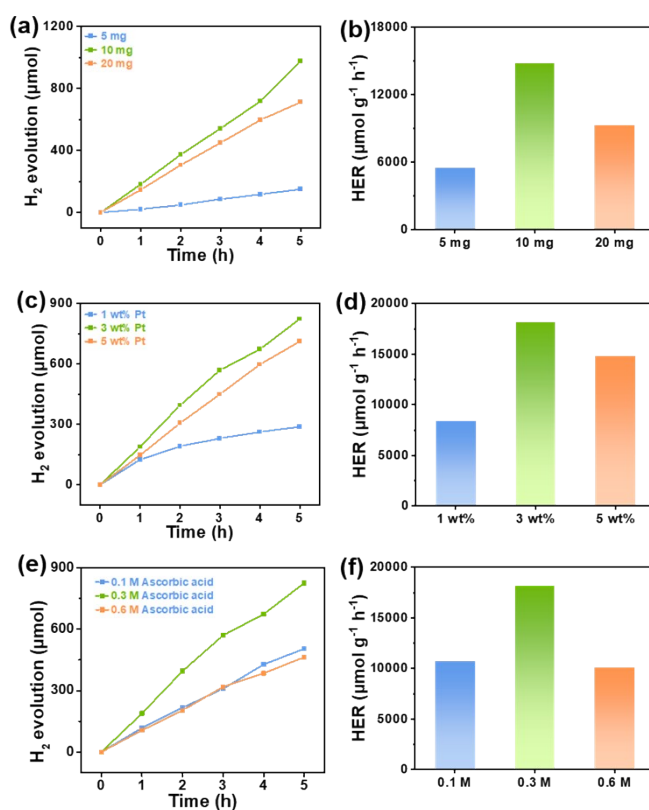 (a)
5 mg
10 mg
20 mg
H₂ evolution (μmol)
1200
800
400
0
0 1 2 3 4 5
Time (h)
(b)
HER (μmol g⁻¹ h⁻¹)
18000
12000
6000
0
5 mg 10 mg 20 mg
(c)
1 wt% Pt
3 wt% Pt
5 wt% Pt
H₂ evolution (μmol)
900
600
300
0
0 1 2 3 4 5
Time (h)
(d)
HER (μmol g⁻¹ h⁻¹)
20000
15000
10000
5000
0
1 wt% 3 wt% 5 wt%
(e)
0.1 M Ascorbic acid
0.3 M Ascorbic acid
0.6 M Ascorbic acid
H₂ evolution (μmol)
900
600
300
0
0 1 2 3 4 5
Time (h)
(f)
HER (μmol g⁻¹ h⁻¹)
20000
15000
10000
5000
0
0.1 M 0.3 M 0.6 M